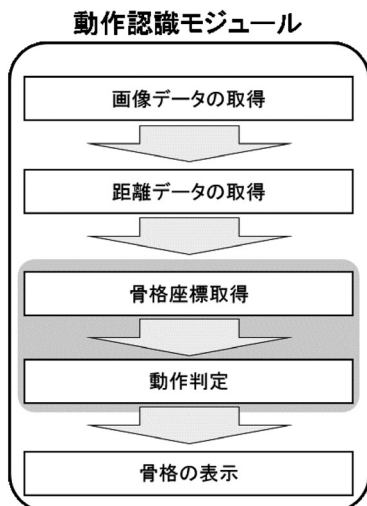 動作認識モジュール
画像データの取得
距離データの取得
骨格座標取得
動作判定
骨格の表示